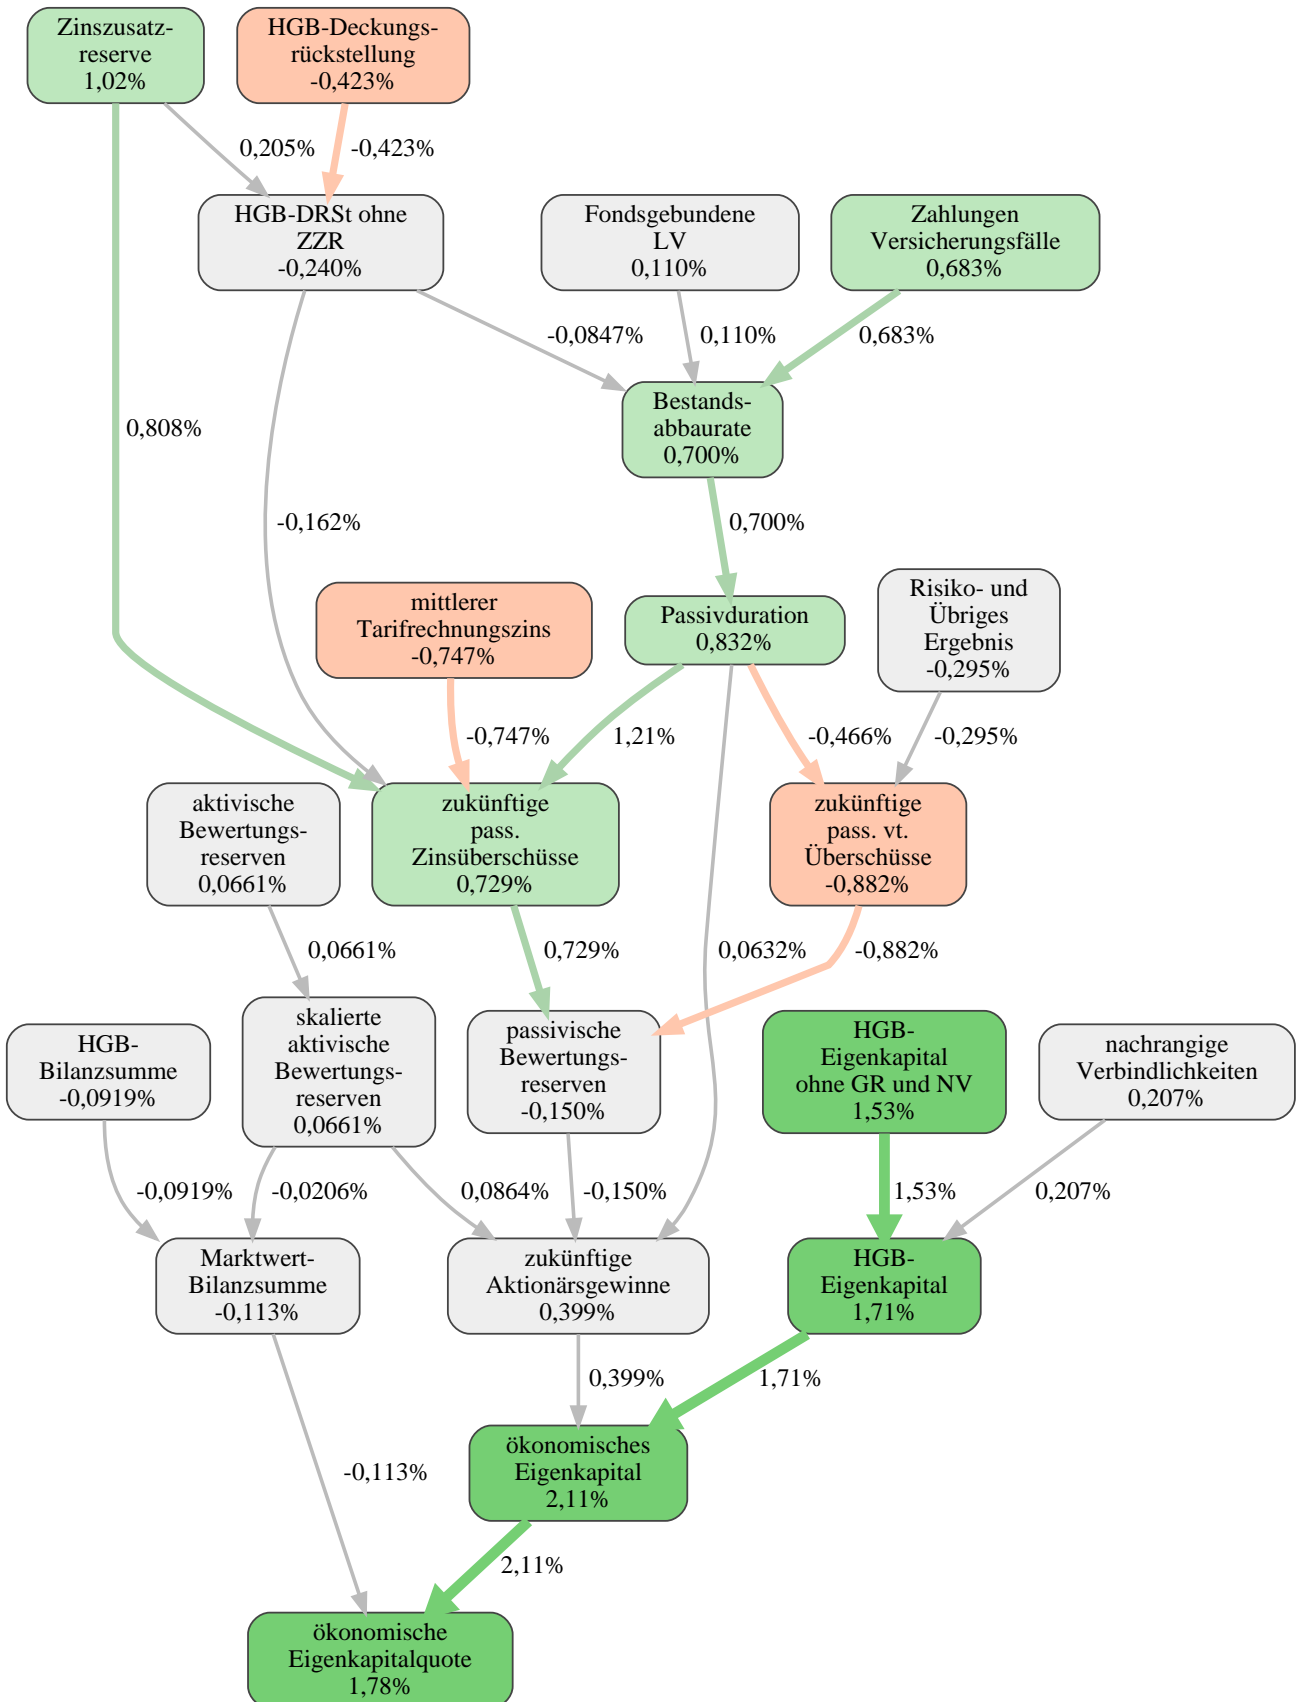 Zinszusatz-
reserve
1,02%
HGB-Deckungs-
rückstellung
-0,423%
0,205%
-0,423%
HGB-DRSt ohne
ZZR
-0,240%
Fondsgebundene
LV
0,110%
Zahlungen
Versicherungsfälle
0,683%
-0,0847%
0,110%
0,683%
0,808%
Bestands-
abbaurate
0,700%
-0,162%
0,700%
mittlerer
Tarifrechnungszins
-0,747%
Passivduration
0,832%
Risiko- und
Übriges
Ergebnis
-0,295%
-0,747%
1,21%
-0,466%
-0,295%
aktivische
Bewertungs-
reserven
0,0661%
zukünftige
pass.
Zinsüberschüsse
0,729%
zukünftige
pass. vt.
Überschüsse
-0,882%
0,0661%
0,729%
0,0632%
-0,882%
HGB-
Bilanzsumme
-0,0919%
skalierte
aktivische
Bewertungs-
reserven
0,0661%
passivische
Bewertungs-
reserven
-0,150%
HGB-
Eigenkapital
ohne GR und NV
1,53%
nachrangige
Verbindlichkeiten
0,207%
-0,0919%
-0,0206%
0,0864%
-0,150%
1,53%
0,207%
Marktwert-
Bilanzsumme
-0,113%
zukünftige
Aktionärsgewinne
0,399%
HGB-
Eigenkapital
1,71%
0,399%
1,71%
-0,113%
ökonomisches
Eigenkapital
2,11%
2,11%
ökonomische
Eigenkapitalquote
1,78%